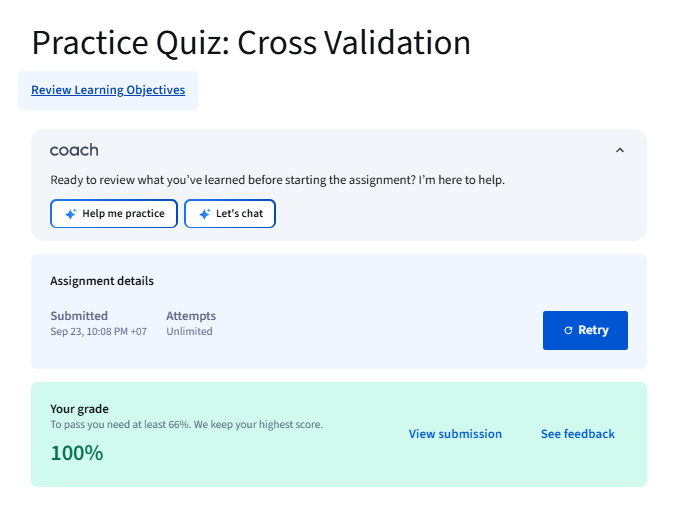 Practice Quiz: Cross Validation
Review Learning Objectives
coach
Ready to review what you've learned before starting the assignment? I'm here to help.
Help me practice
Let's chat
Assignment details
Submitted
Sep 23, 10:08 PM +07
Attempts
Unlimited
Retry
Your grade
To pass you need at least 66%. We keep your highest score.
100%
View submission
See feedback